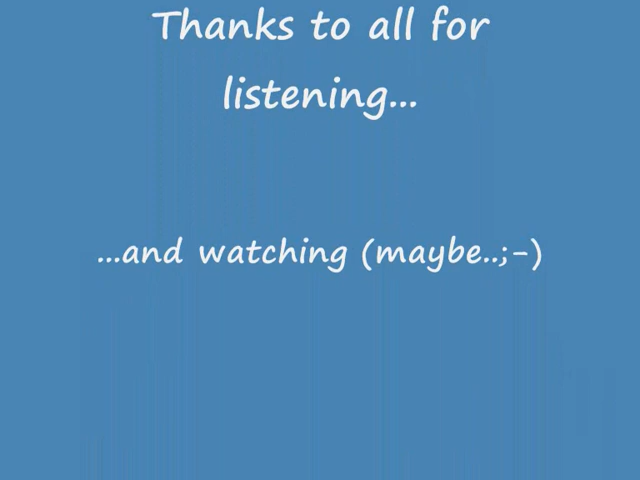 Thanks to all for
listening...
...and watching (maybe..;-)